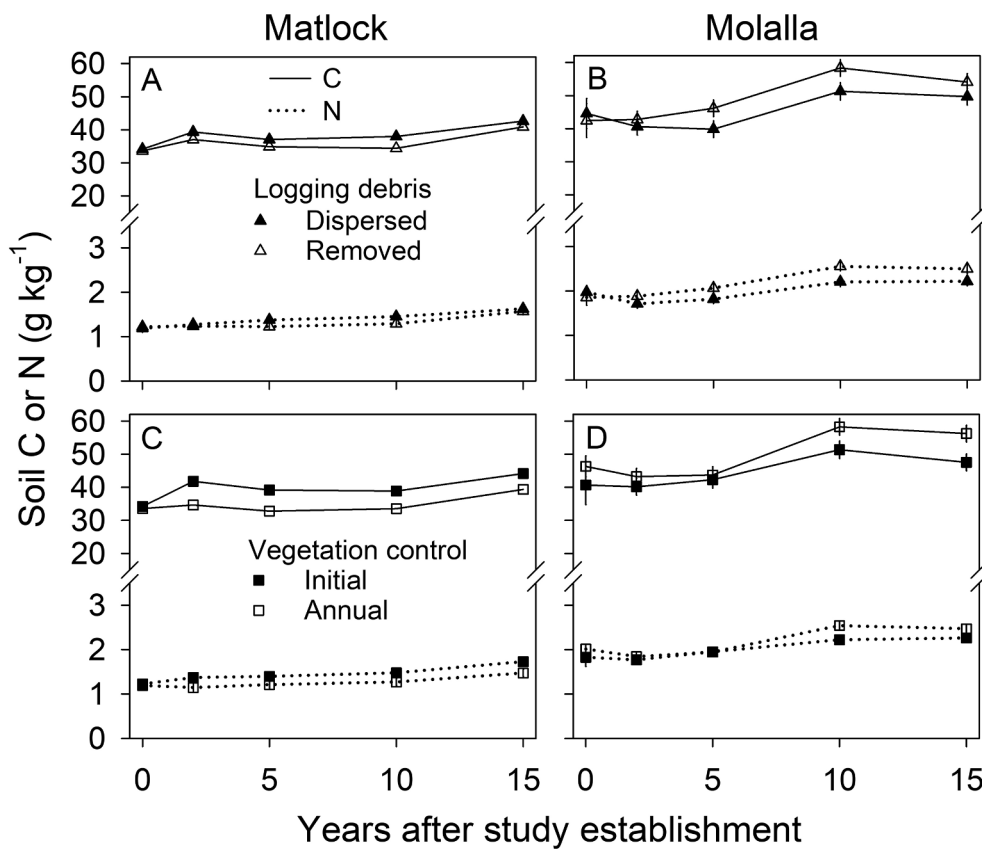 Matlock Molalla
A B
C
N
Logging debris
Dispersed
Removed
60
50
40
30
20
3
2
1
0
C D
Vegetation control
Initial
Annual
60
50
40
30
20
3
2
1
0
Soil C or N (g kg-1)
0 5 10 15 0 5 10 15
Years after study establishment